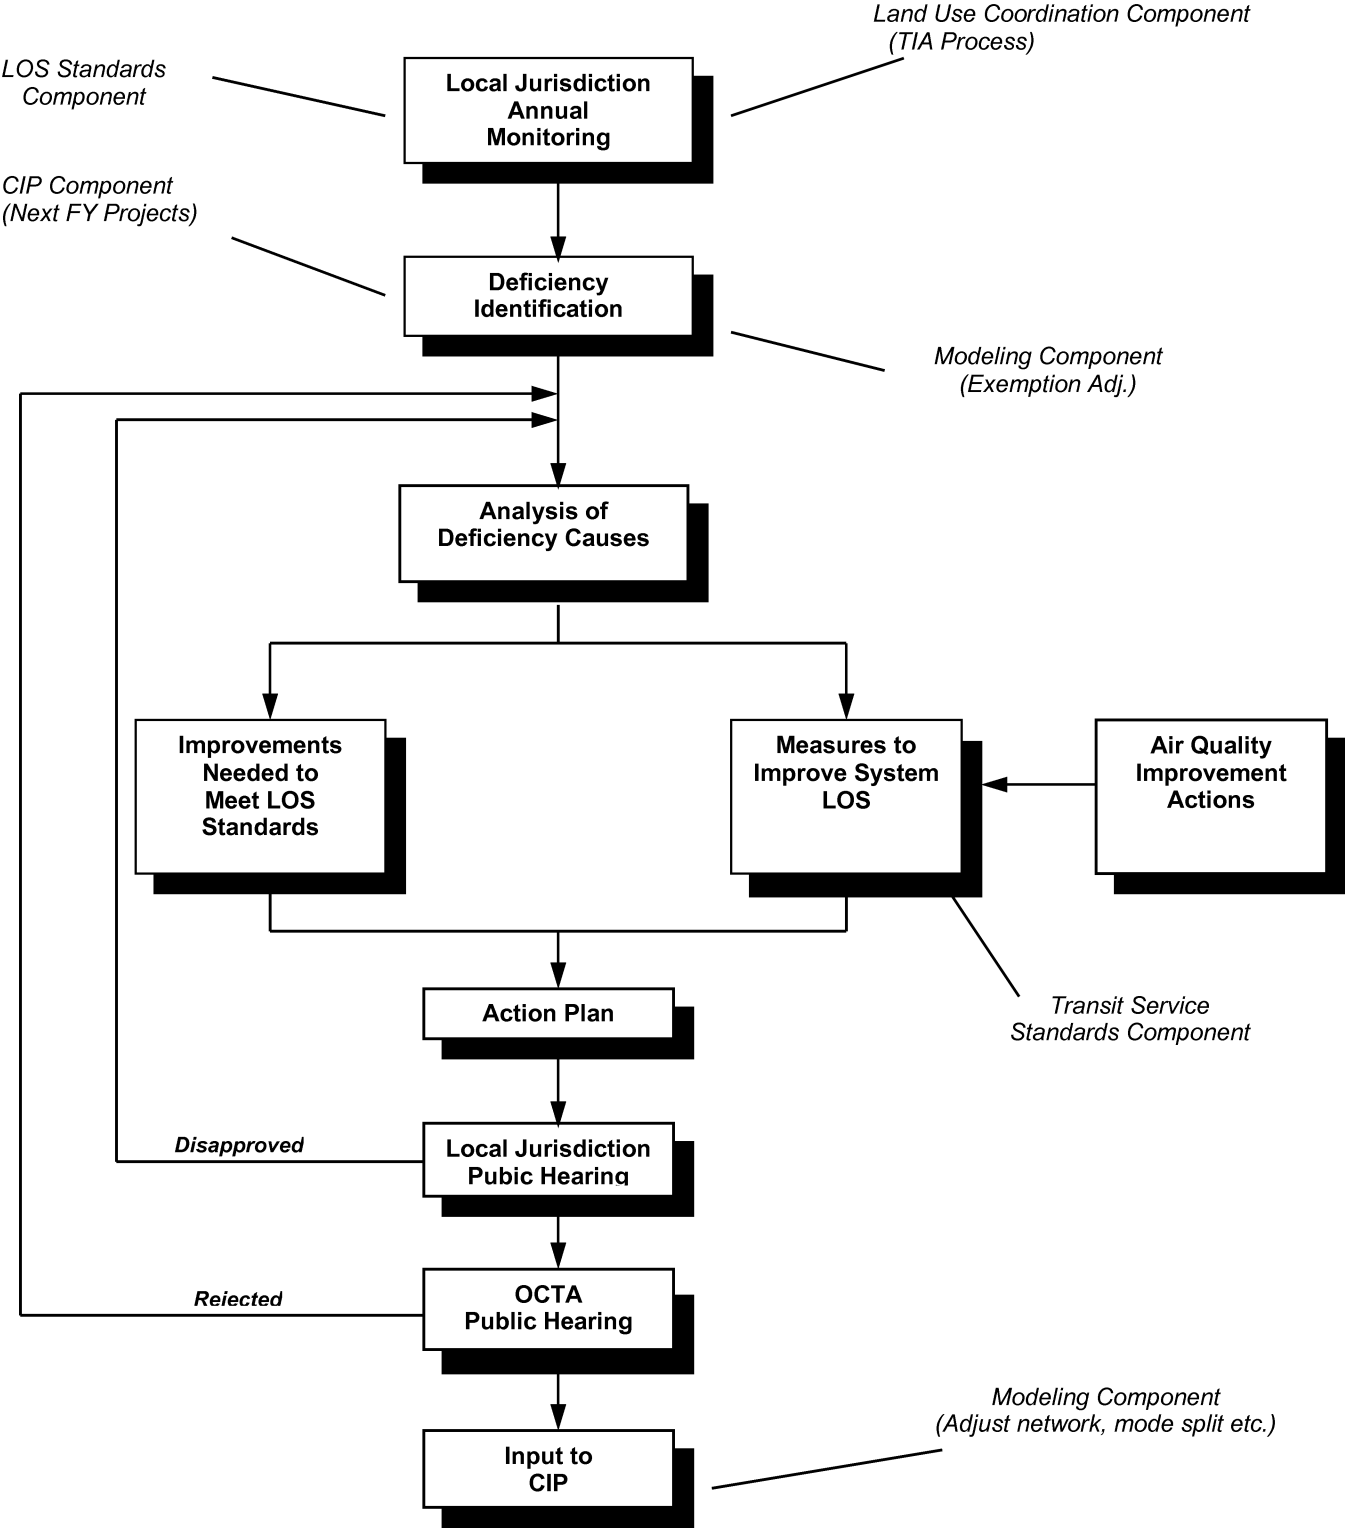 Land Use Coordination Component
(TIA Process)
LOS Standards
Component
Local Jurisdiction
Annual
Monitoring
CIP Component
(Next FY Projects)
Deficiency
Identification
Modeling Component
(Exemption Adj.)
Analysis of
Deficiency Causes
Improvements
Needed to
Meet LOS
Standards
Measures to
Improve System
LOS
Air Quality
Improvement
Actions
Transit Service
Standards Component
Action Plan
Disapproved
Local Jurisdiction
Pubic Hearing
Rejected
OCTA
Public Hearing
Modeling Component
(Adjust network, mode split etc.)
Input to
CIP